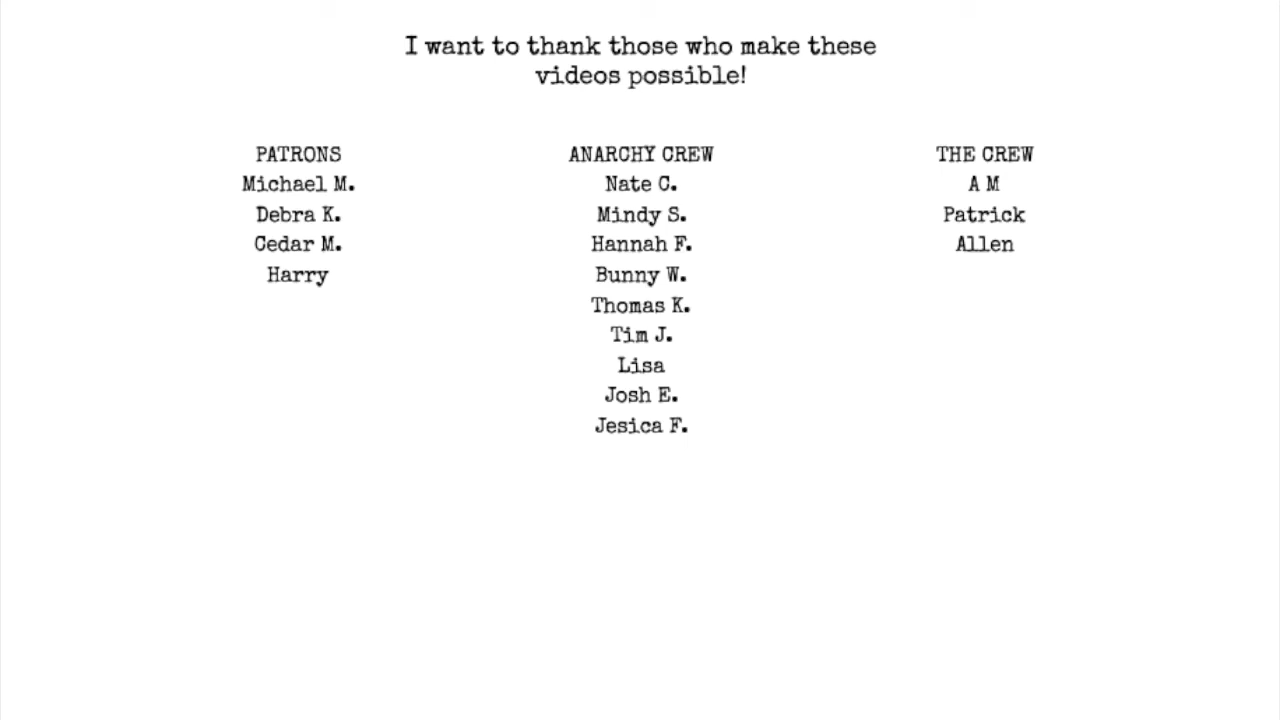 I want to thank those who make these
videos possible!
PATRONS
Michael M.
Debra K.
Cedar M.
Harry
ANARCHY CREW
Nate C.
Mindy S.
Hannah F.
Bunny W.
Thomas K.
Tim J.
Lisa
Josh E.
Jesica F.
THE CREW
A M
Patrick
Allen